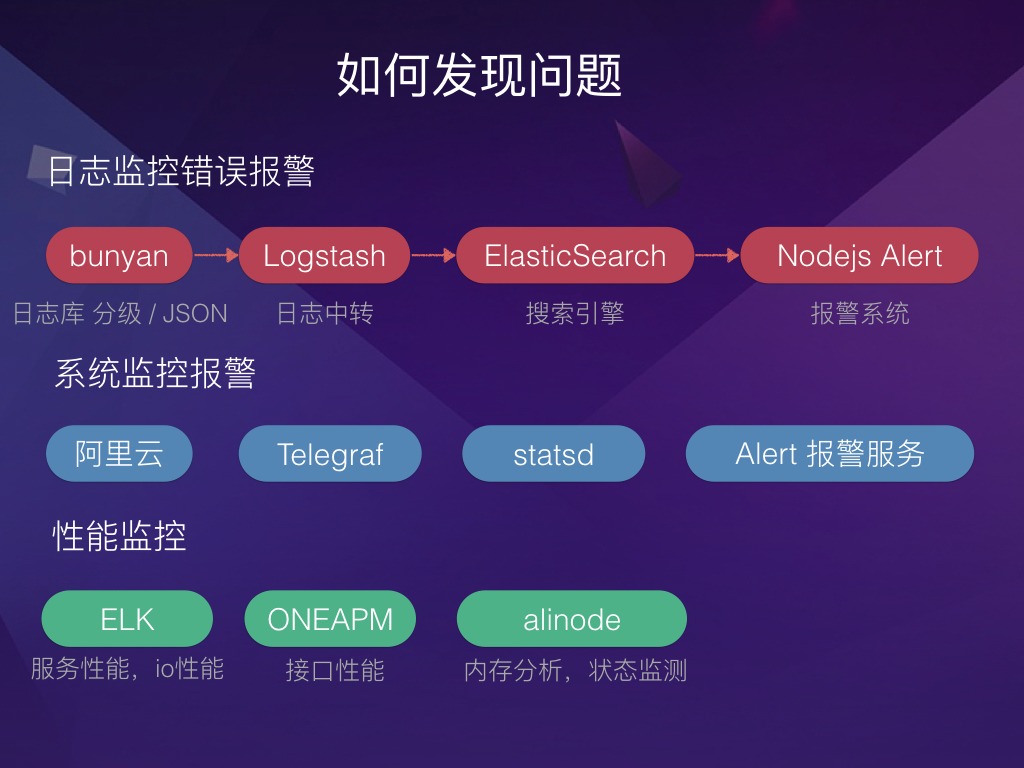 如何发现问题
日志监控错误报警
bunyan Logstash ElasticSearch Nodejs Alert
日志库 分级 / JSON 日志中转 搜索引擎 报警系统
系统监控报警
阿里云 Telegraf statsd Alert 报警服务
性能监控
ELK ONEAPM alinode
服务性能，io性能 接口性能 内存分析，状态监测